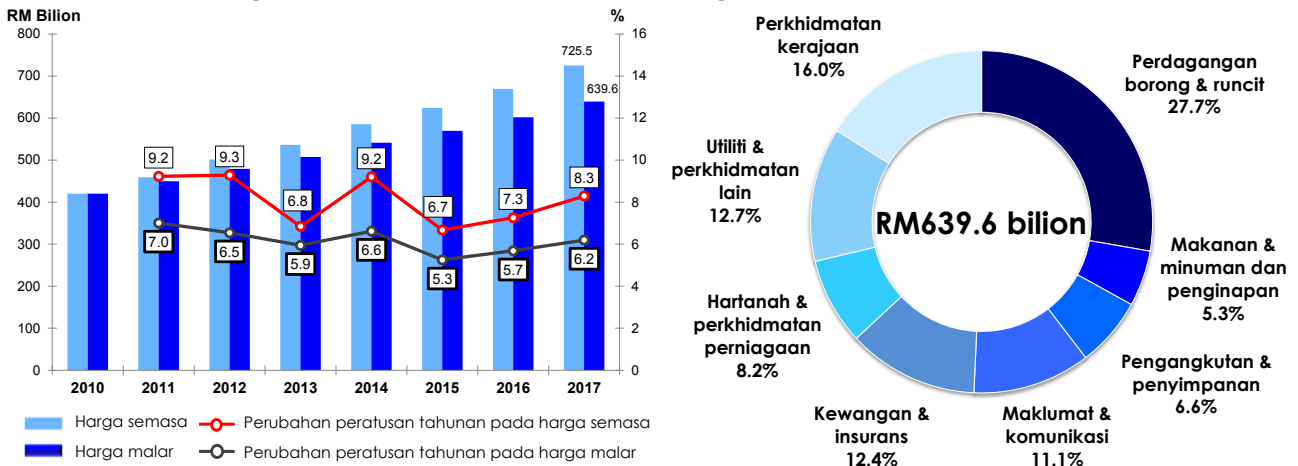 RM Bilion
%
800
700
600
500
400
300
200
100
800
16
14
12
10
8
6
4
2
0
725.5
639.6
9.2
9.3
6.8
9.2
6.7
7.3
8.3
7.0
6.5
5.9
6.6
5.3
5.7
6.2
2010
2011
2012
2013
2014
2015
2016
2017
Harga semasa
Perubahan peratusan tahunan pada harga semasa
Harga malar
Perubahan peratusan tahunan pada harga malar
Perkhidmatan
kerajaan
16.0%
Perdagangan
borong & runcit
27.7%
Utiliti &
perkhidmatan
lain
12.7%
RM639.6 bilion
Makanan &
minuman dan
penginapan
5.3%
Hartanah &
perkhidmatan
perniagaan
8.2%
Pengangkutan &
penyimpanan
6.6%
Kewangan &
insurans
12.4%
Maklumat &
komunikasi
11.1%